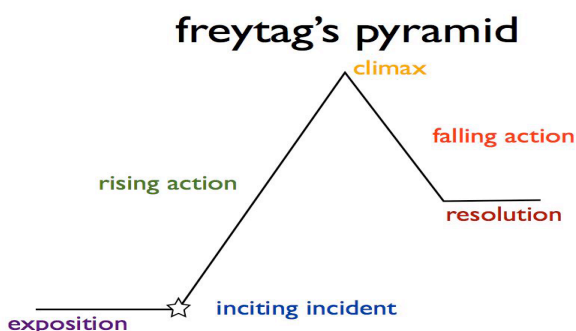 freytag's pyramid
climax
falling action
rising action
resolution
inciting incident
exposition